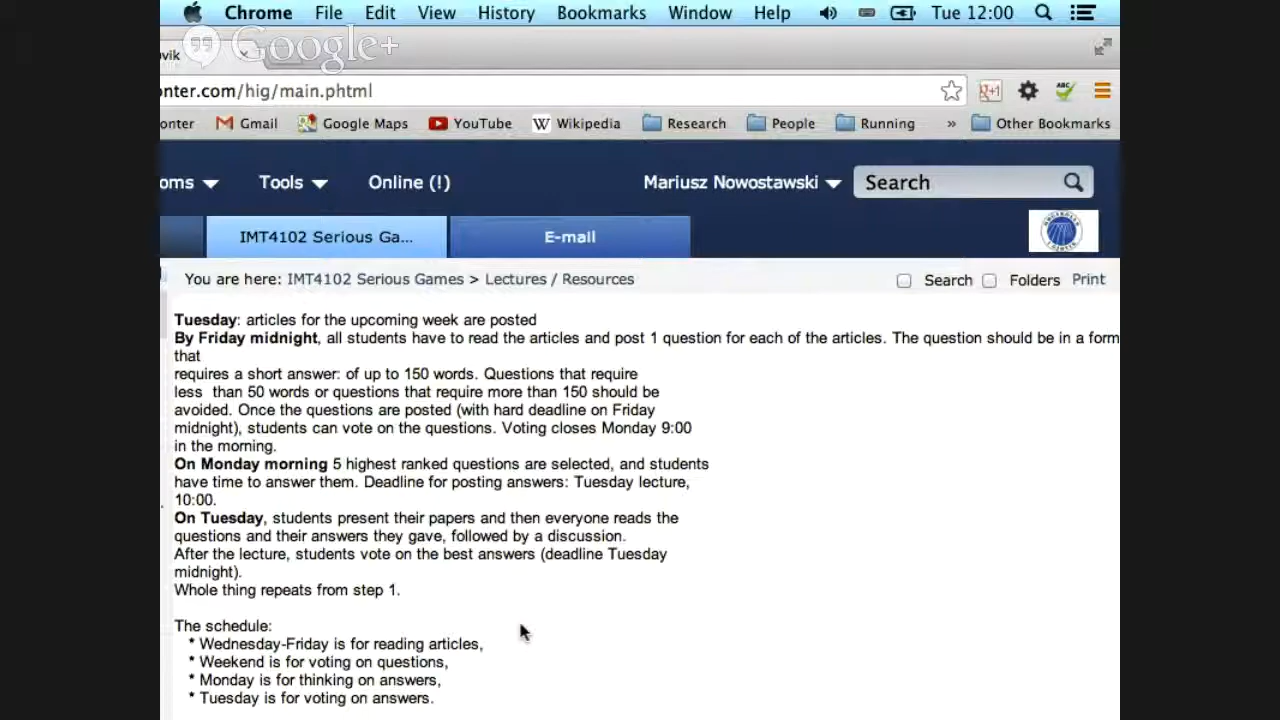 Chrome File Edit View History Bookmarks Window Help Tue 12:00
Google+
vik
onter.com/hig/main.phtml
onter Gmail Google Maps YouTube Wikipedia Research People Running » Other Bookmarks
oms Tools Online (!) Mariusz Nowostawski Search
IMT4102 Serious Ga... E-mail
You are here: IMT4102 Serious Games > Lectures / Resources Search Folders Print
Tuesday: articles for the upcoming week are posted
By Friday midnight, all students have to read the articles and post 1 question for each of the articles. The question should be in a form
that
requires a short answer: of up to 150 words. Questions that require
less than 50 words or questions that require more than 150 should be
avoided. Once the questions are posted (with hard deadline on Friday
midnight), students can vote on the questions. Voting closes Monday 9:00
in the morning.
On Monday morning 5 highest ranked questions are selected, and students
have time to answer them. Deadline for posting answers: Tuesday lecture,
10:00.
On Tuesday, students present their papers and then everyone reads the
questions and their answers they gave, followed by a discussion.
After the lecture, students vote on the best answers (deadline Tuesday
midnight).
Whole thing repeats from step 1.
The schedule:
* Wednesday-Friday is for reading articles,
* Weekend is for voting on questions,
* Monday is for thinking on answers,
* Tuesday is for voting on answers.